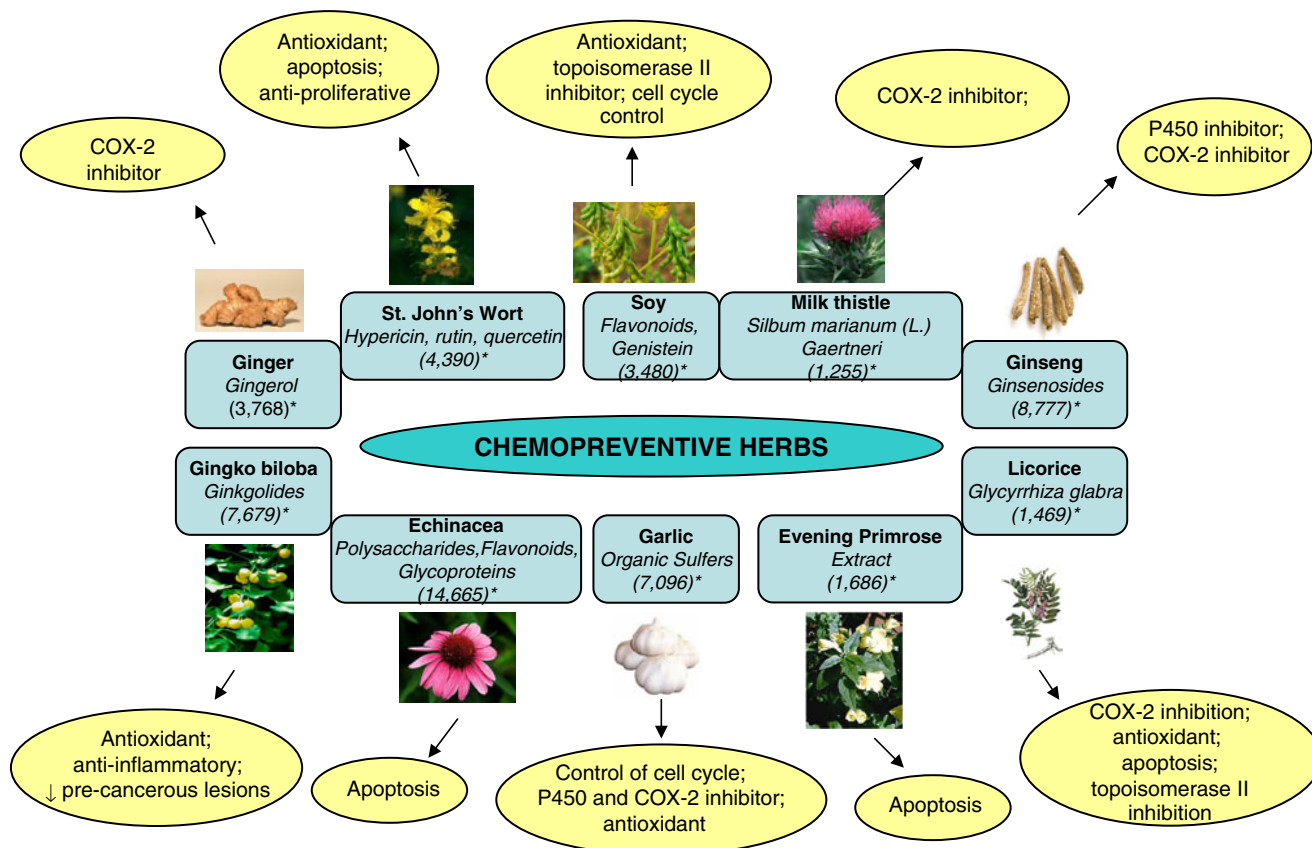 Antioxidant;
apoptosis;
anti-proliferative
Antioxidant;
topoisomerase II
inhibitor; cell cycle
control
COX-2 inhibitor;
P450 inhibitor;
COX-2 inhibitor
COX-2
inhibitor
St. John's Wort
Hypericin, rutin, quercetin
(4,390)*
Soy
Flavonoids,
Genistein
(3,480)*
Milk thistle
Silbum marianum (L.)
Gaertneri
(1,255)*
Ginger
Gingerol
(3,768)*
Ginseng
Ginsenosides
(8,777)*
CHEMOPREVENTIVE HERBS
Gingko biloba
Ginkgolides
(7,679)*
Licorice
Glycyrrhiza glabra
(1,469)*
Echinacea
Polysaccharides,Flavonoids,
Glycoproteins
(14,665)*
Garlic
Organic Sulfers
(7,096)*
Evening Primrose
Extract
(1,686)*
Antioxidant;
anti-inflammatory;
↓ pre-cancerous lesions
Apoptosis
Control of cell cycle;
P450 and COX-2 inhibitor;
antioxidant
Apoptosis
COX-2 inhibition;
antioxidant;
apoptosis;
topoisomerase II
inhibition